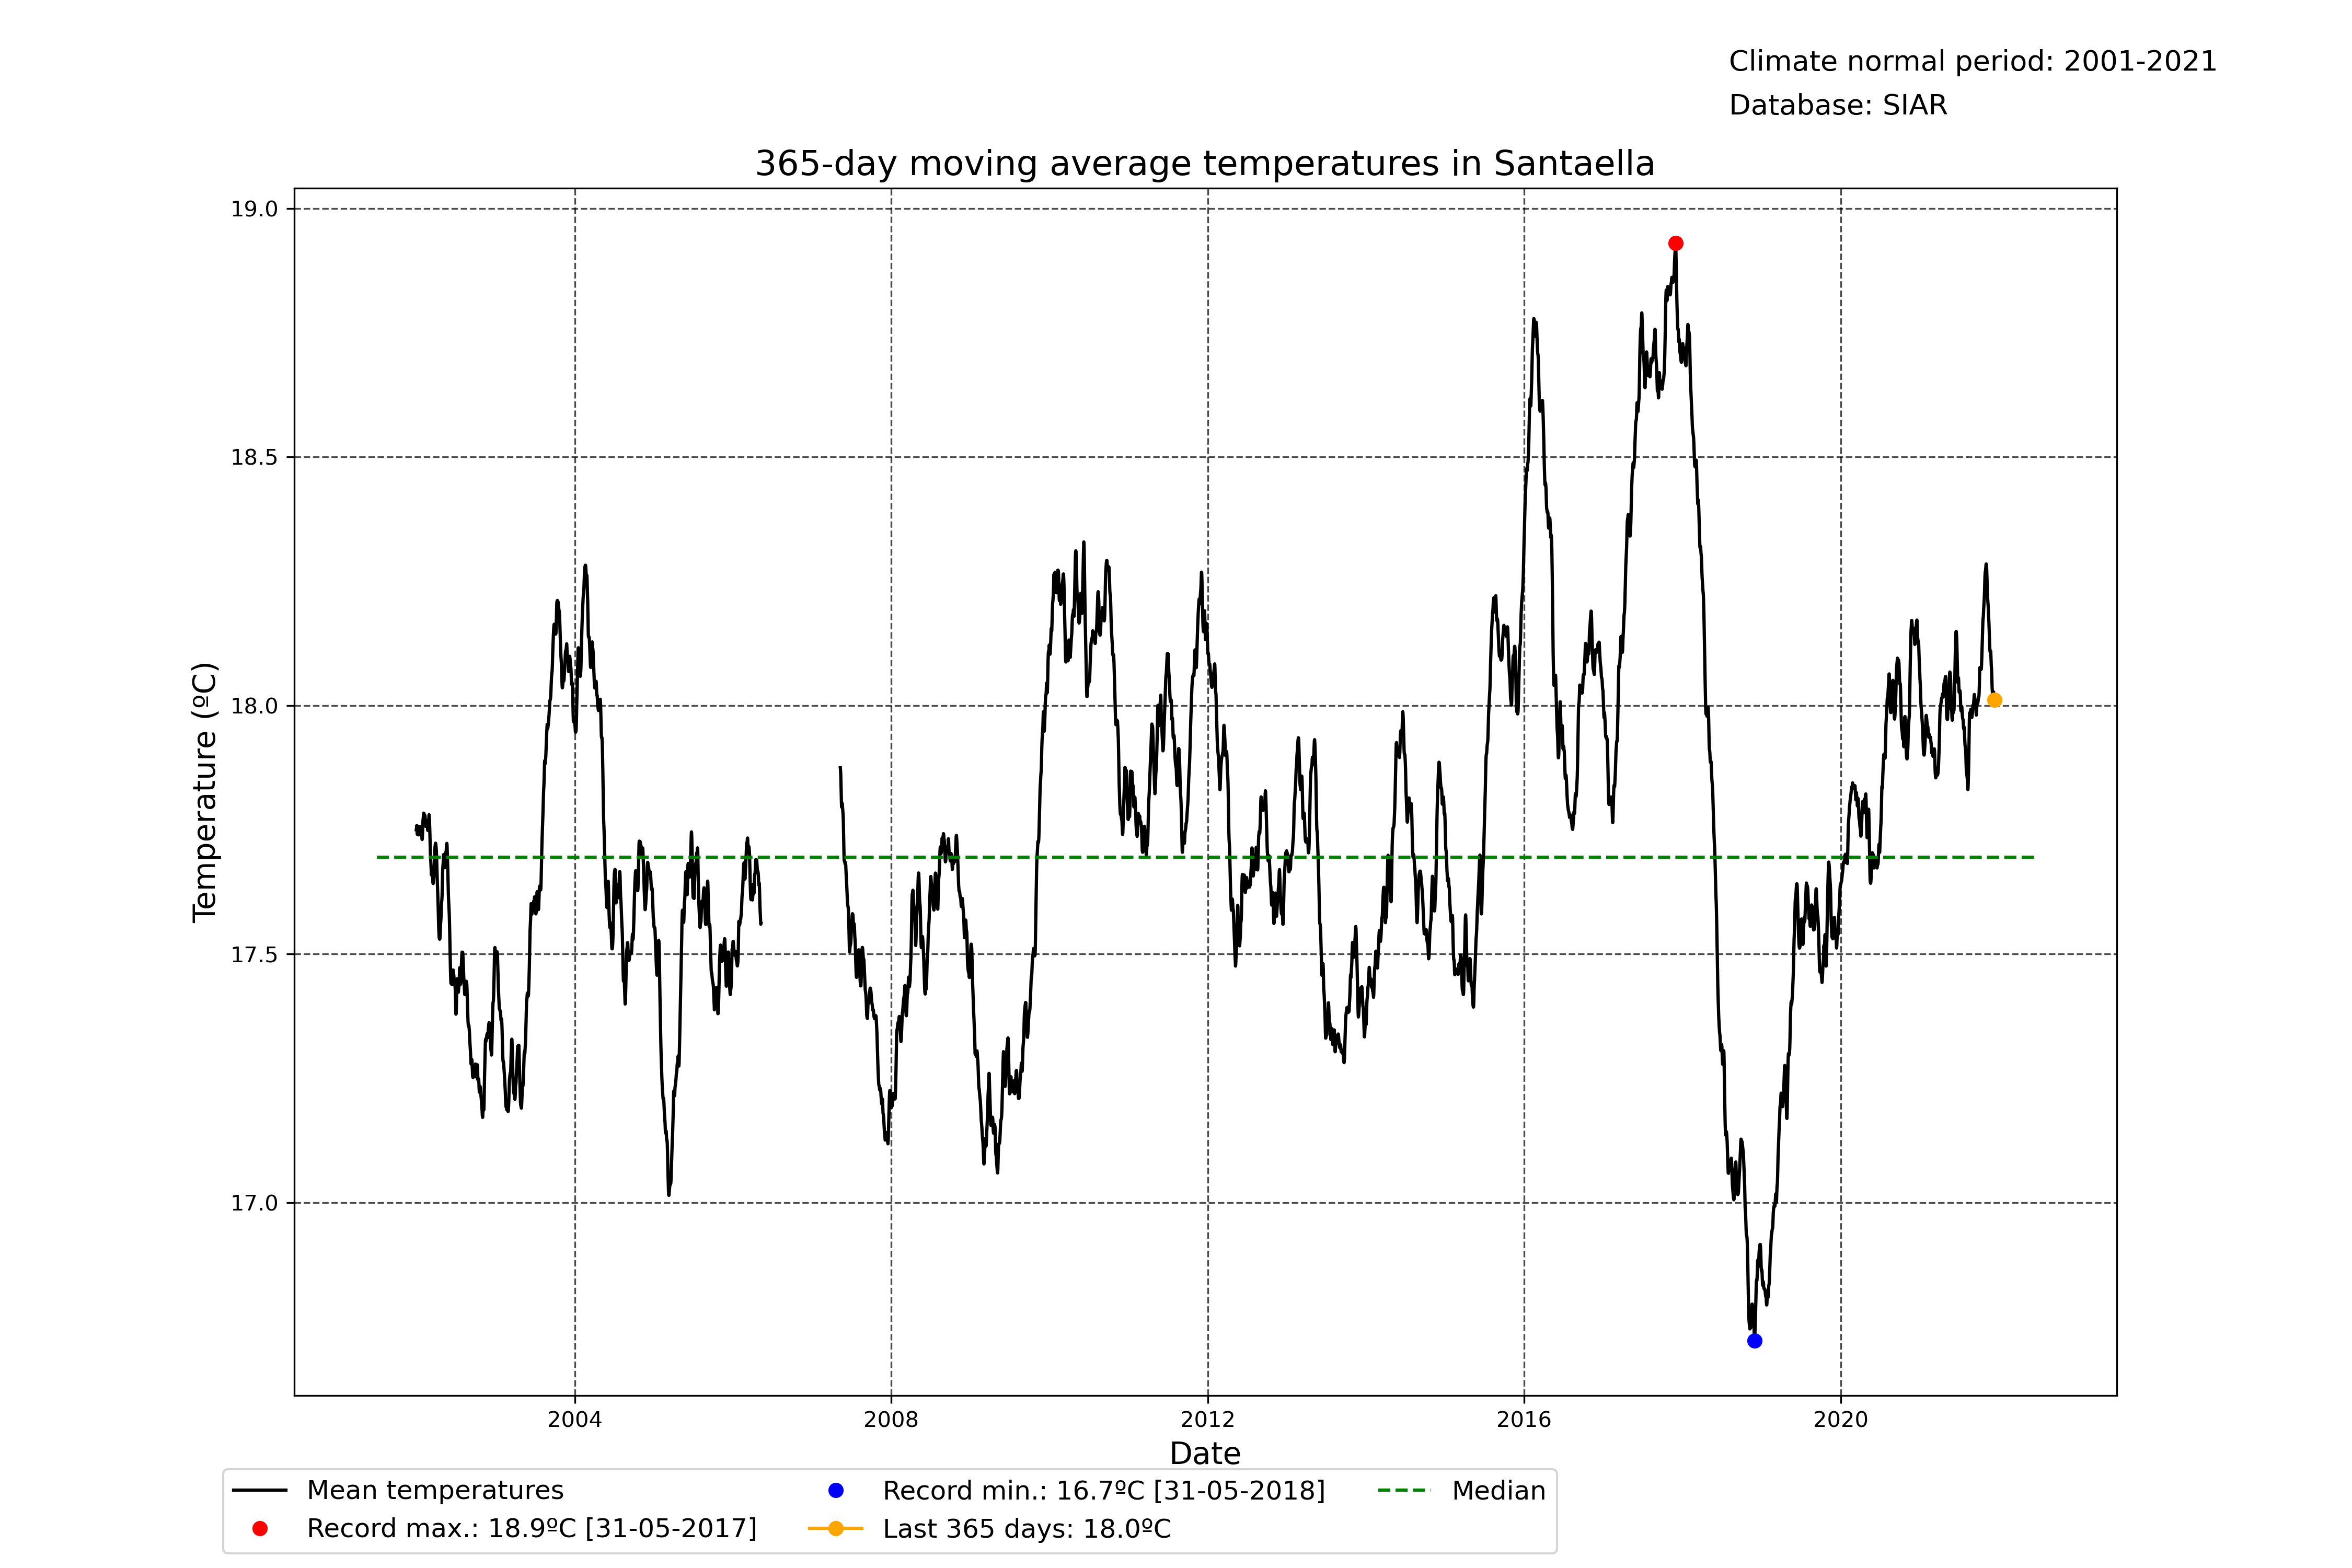 Climate normal period: 2001-2021
Database: SIAR
365-day moving average temperatures in Santaella
19.0
18.5
18.0
17.5
17.0
Temperature (ºC)
2004 2008 2012 2016 2020
Date
Mean temperatures
Record max.: 18.9ºC [31-05-2017]
Record min.: 16.7ºC [31-05-2018]
Last 365 days: 18.0ºC
Median